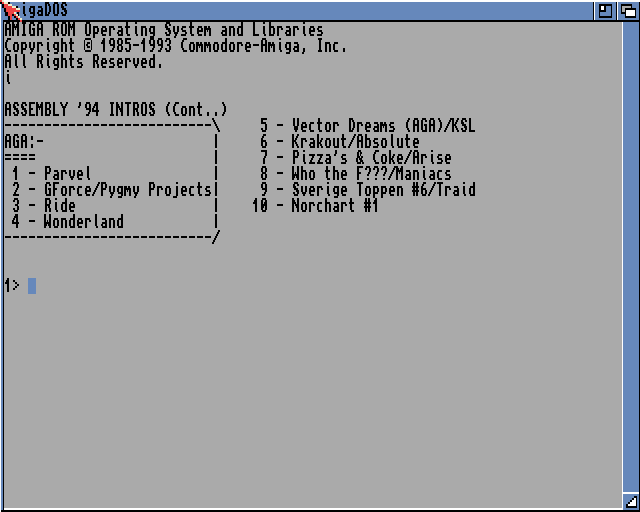 AmigaDOS
AMIGA ROM Operating System and Libraries
Copyright © 1985-1993 Commodore-Amiga, Inc.
All Rights Reserved.
i
ASSEMBLY '94 INTROS (Cont..)
---------------------------\     5 - Vector Dreams (AGA)/KSL
AGA:-                      |     6 - Krakout/Absolute
====                       |     7 - Pizza's & Coke/Arise
 1 - Parvel                |     8 - Who the F???/Maniacs
 2 - GForce/Pygmy Projects|     9 - Sverige Toppen #6/Traid
 3 - Ride                  |    10 - Norchart #1
 4 - Wonderland            |
---------------------------/
1>